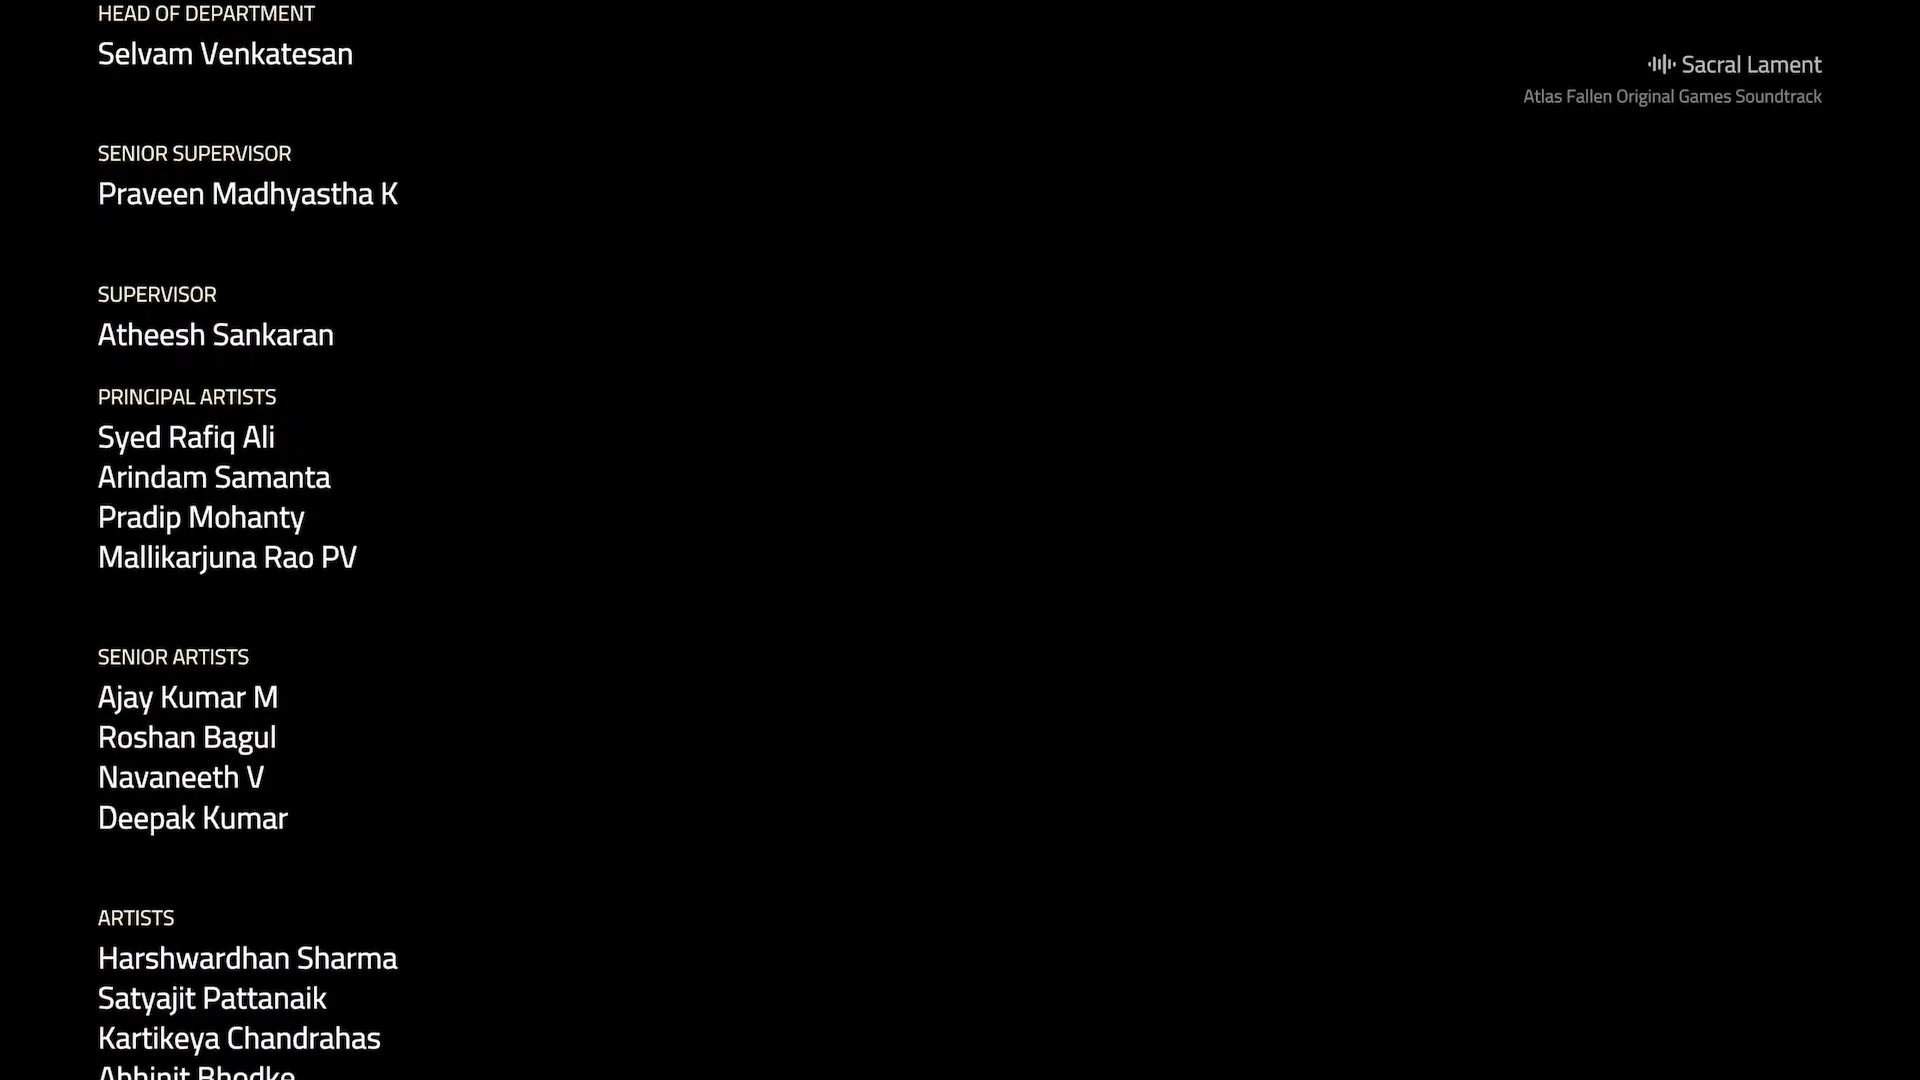 HEAD OF DEPARTMENT
Selvam Venkatesan
Sacral Lament
Atlas Fallen Original Games Soundtrack
SENIOR SUPERVISOR
Praveen Madhyastha K
SUPERVISOR
Atheesh Sankaran
PRINCIPAL ARTISTS
Syed Rafiq Ali
Arindam Samanta
Pradip Mohanty
Mallikarjuna Rao PV
SENIOR ARTISTS
Ajay Kumar M
Roshan Bagul
Navaneeth V
Deepak Kumar
ARTISTS
Harshwardhan Sharma
Satyajit Pattanaik
Kartikeya Chandrahas